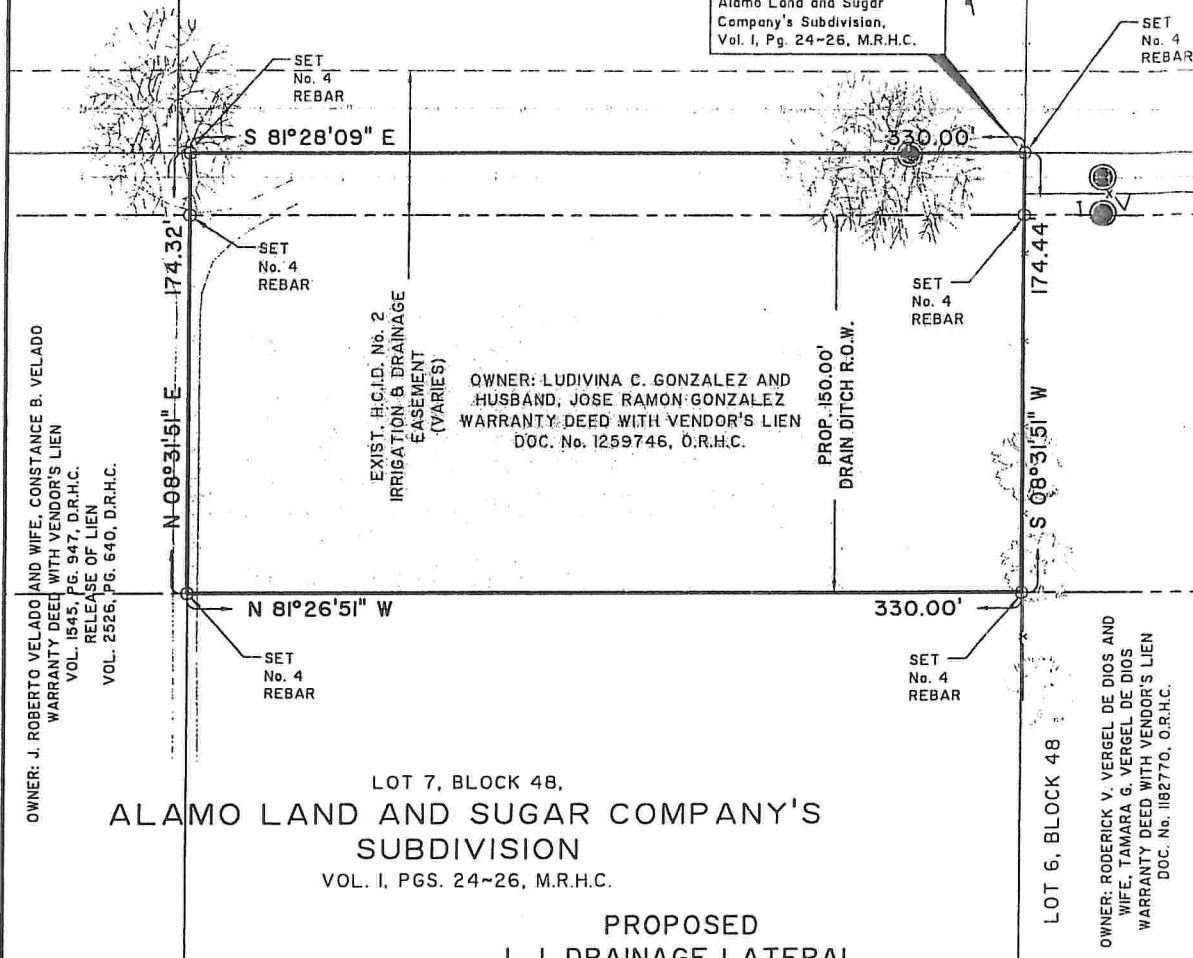 Alamo Land and Sugar
Company's Subdivision,
Vol. 1, Pg. 24~26, M.R.H.C.
SET
No. 4
REBAR
SET
No. 4
REBAR
S 81°28'09" E
330.00'
174.32'
N 08°31'51" E
SET
No. 4
REBAR
EXIST. H.C.I.D. No. 2
IRRIGATION & DRAINAGE
EASEMENT
(VARIES)
OWNER: LUDIVINA C. GONZALEZ AND
HUSBAND, JOSE RAMON GONZALEZ
WARRANTY DEED WITH VENDOR'S LIEN
DOC. No. 1259746, O.R.H.C.
PROP. 150.00'
DRAIN DITCH R.O.W.
SET
No. 4
REBAR
174.44
S 08°31'51" W
OWNER: J. ROBERTO VELADO AND WIFE, CONSTANCE B. VELADO
WARRANTY DEED WITH VENDOR'S LIEN
VOL. 1545, PG. 947, D.R.H.C.
RELEASE OF LIEN
VOL. 2526, PG. 640, D.R.H.C.
N 81°26'51" W
330.00'
SET
No. 4
REBAR
SET
No. 4
REBAR
LOT 7, BLOCK 48,
ALAMO LAND AND SUGAR COMPANY'S
SUBDIVISION
VOL. 1, PGS. 24~26, M.R.H.C.
LOT 6, BLOCK 48
OWNER: RODERICK V. VERGEL DE DIOS AND
WIFE, TAMARA G. VERGEL DE DIOS
WARRANTY DEED WITH VENDOR'S LIEN
DOC. No. 1182770, O.R.H.C.
PROPOSED
DRAINAGE LATERAL